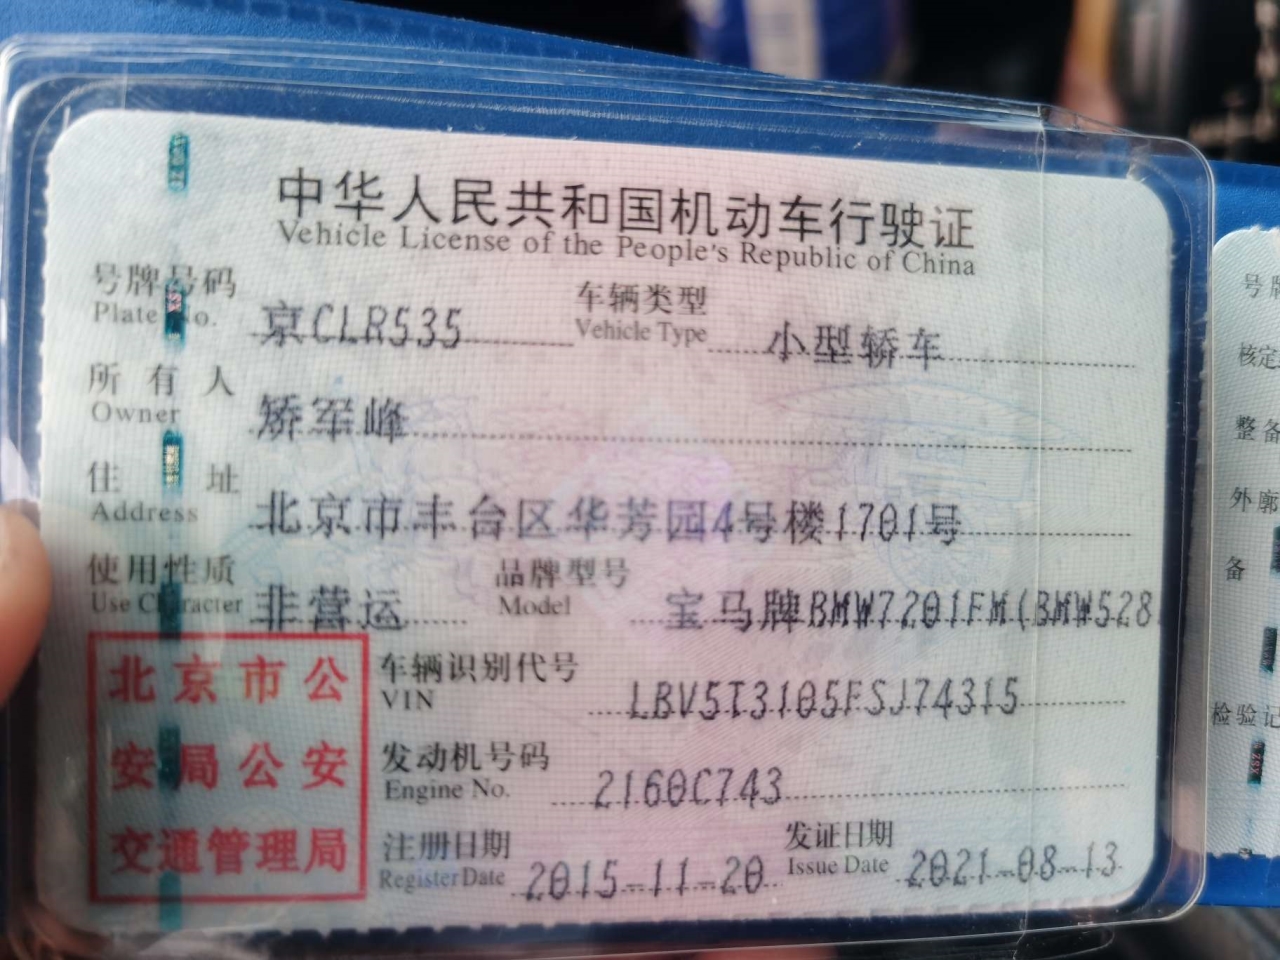 中华人民共和国机动车行驶证
Vehicle License of the People's Republic of China
号牌号码 京CLR535 车辆类型 小型轿车
Plate No. Vehicle Type
所有人 矫军峰
Owner
住址 北京市丰台区华芳园4号楼1701号
Address
使用性质 非营运 品牌型号 宝马牌BMW7201FM(BMW528
Use Character Model
车辆识别代号 LBV5T3105FSJ74315
VIN
发动机号码 2160C743
Engine No.
注册日期 2015-11-20 发证日期 2021-08-13
Register Date Issue Date
北京市公
安局公安
交通管理局
号牌
核定
整备
外廓
备
检验记